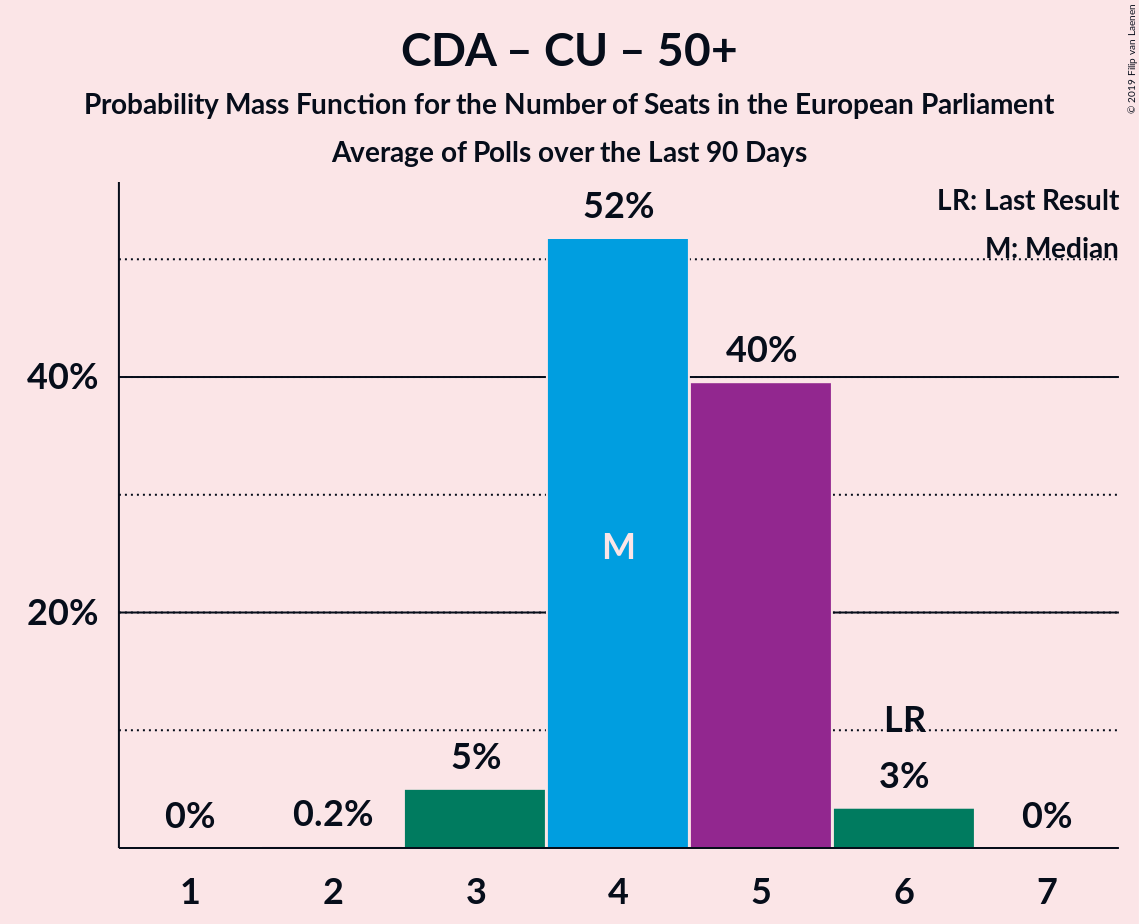 CDA – CU – 50+
Probability Mass Function for the Number of Seats in the European Parliament
Average of Polls over the Last 90 Days
© 2019 Filip van Laenen
LR: Last Result
M: Median
52%
40%
40%
M
20%
LR
5%
3%
0%
0.2%
0%
1 2 3 4 5 6 7